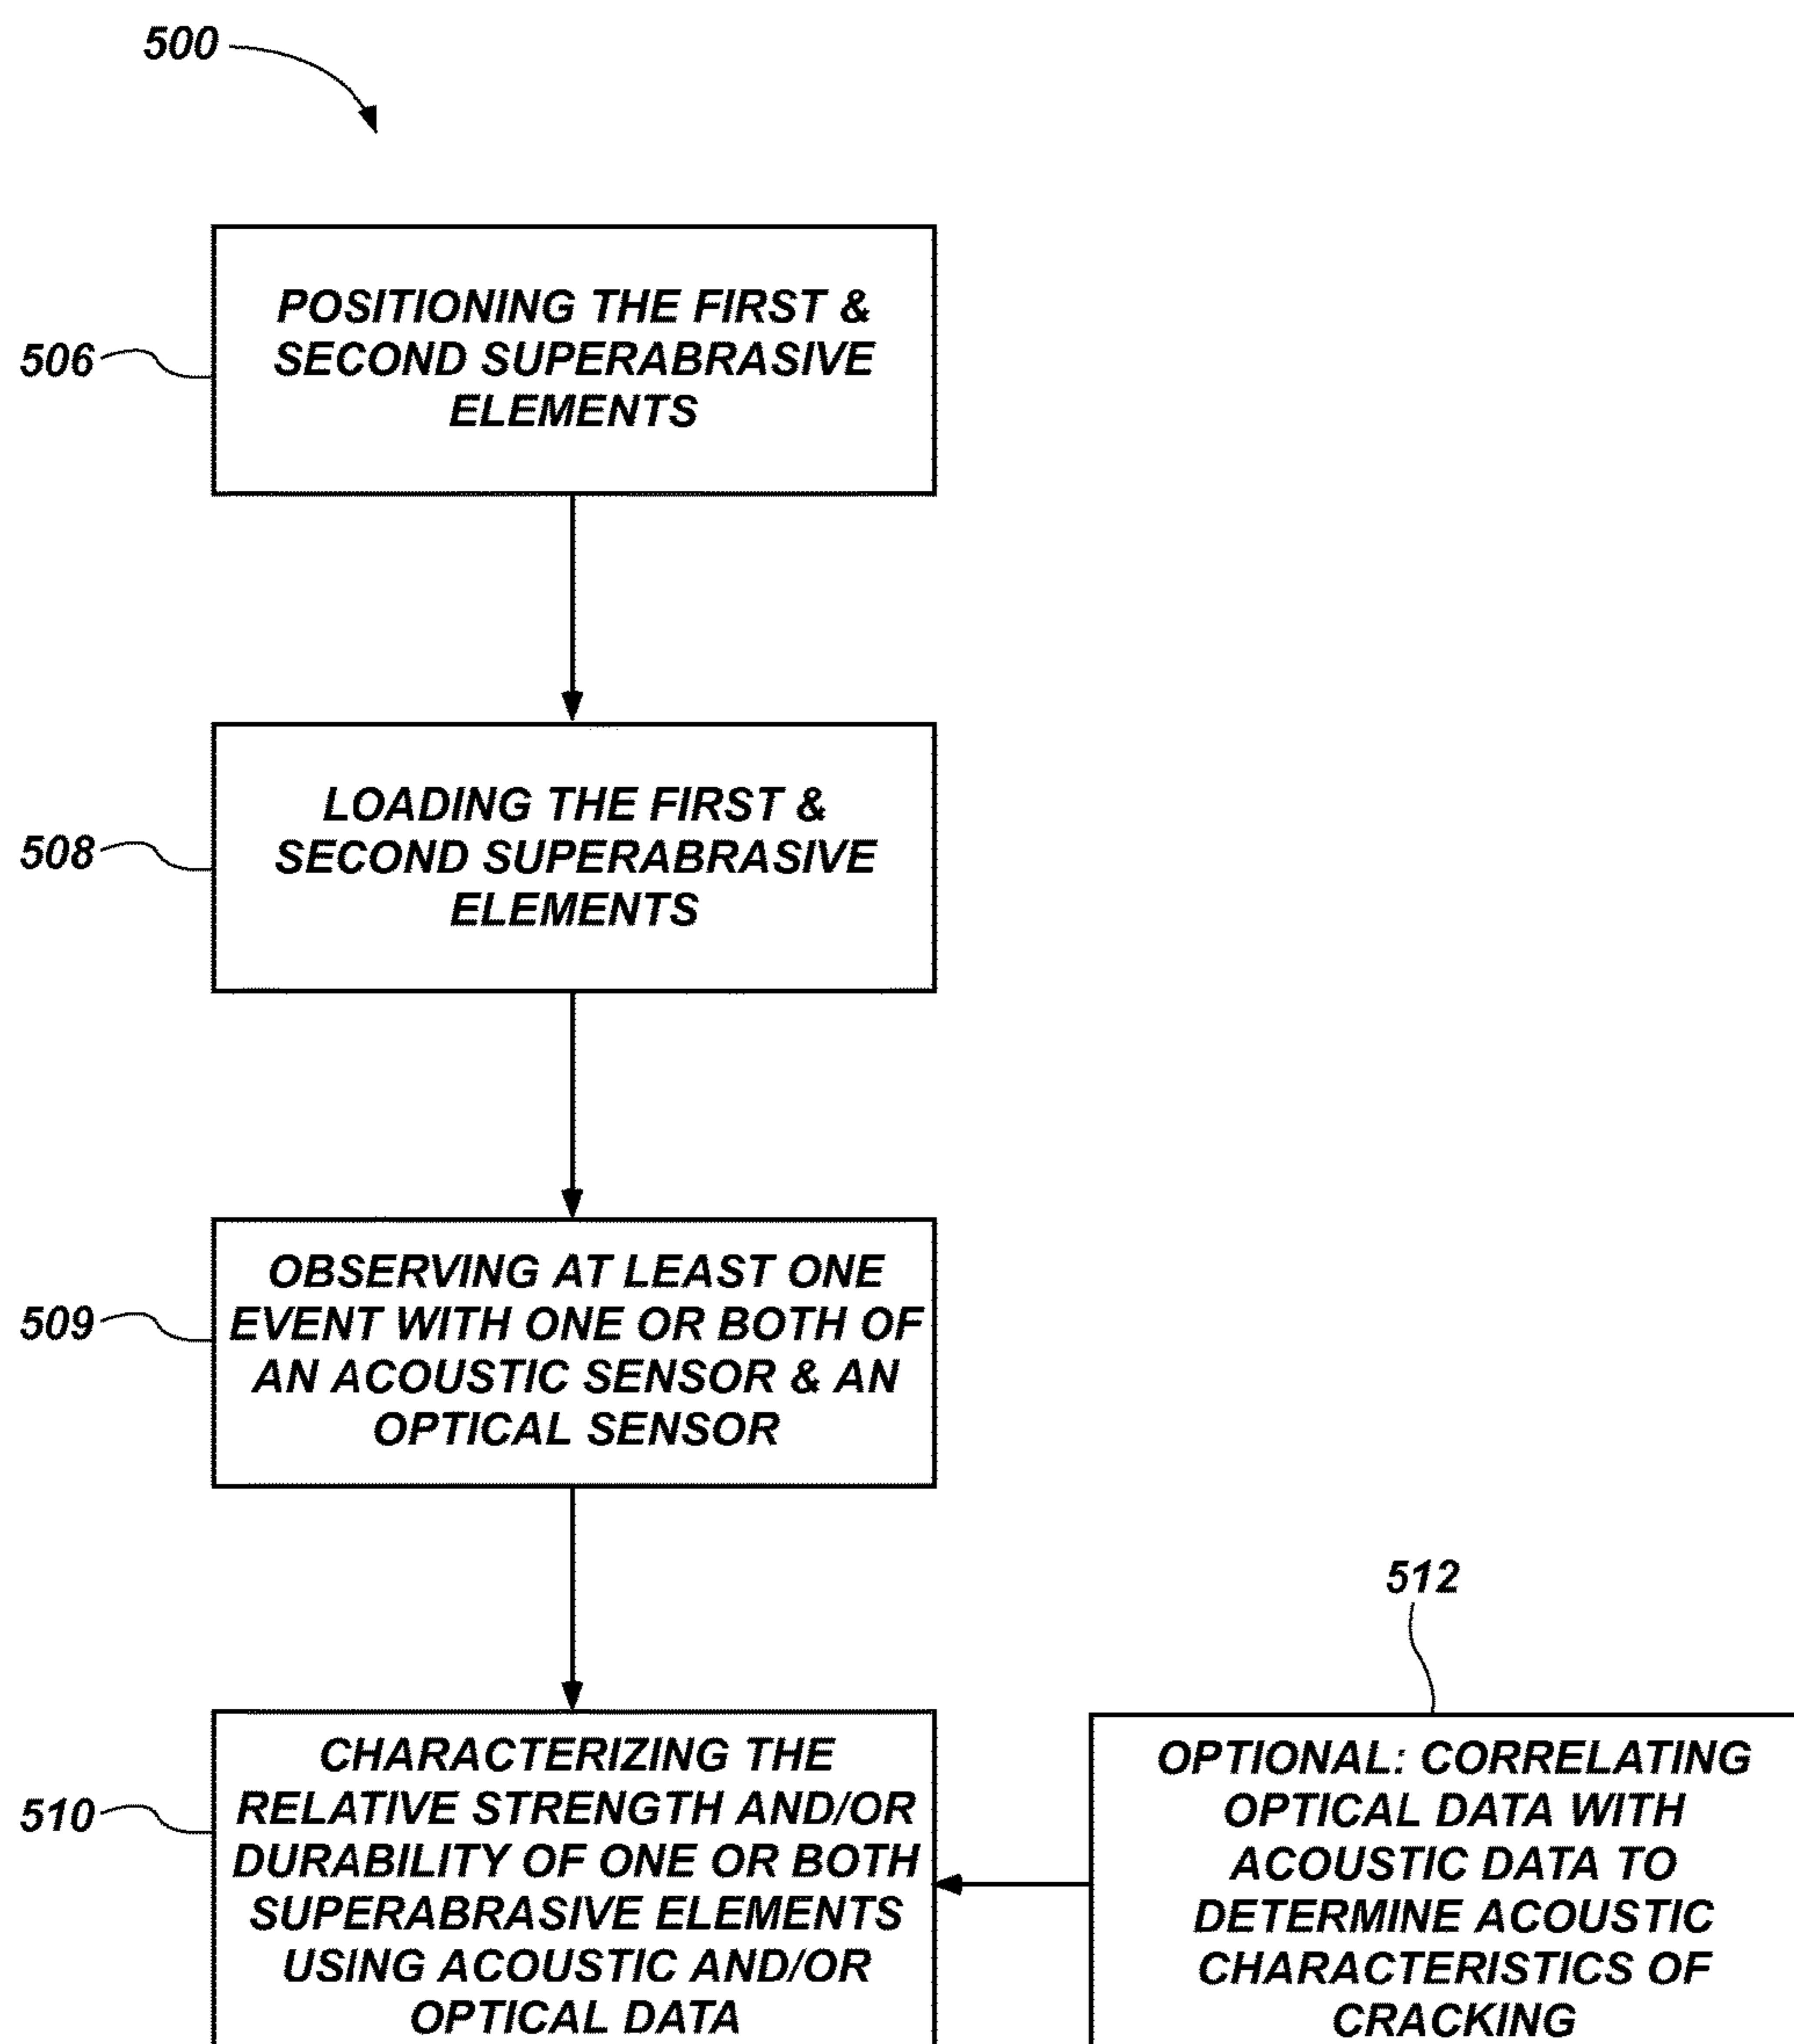 500
506
POSITIONING THE FIRST &
SECOND SUPERABRASIVE
ELEMENTS
508
LOADING THE FIRST &
SECOND SUPERABRASIVE
ELEMENTS
509
OBSERVING AT LEAST ONE
EVENT WITH ONE OR BOTH OF
AN ACOUSTIC SENSOR & AN
OPTICAL SENSOR
510
CHARACTERIZING THE
RELATIVE STRENGTH AND/OR
DURABILITY OF ONE OR BOTH
SUPERABRASIVE ELEMENTS
USING ACOUSTIC AND/OR
OPTICAL DATA
512
OPTIONAL: CORRELATING
OPTICAL DATA WITH
ACOUSTIC DATA TO
DETERMINE ACOUSTIC
CHARACTERISTICS OF
CRACKING